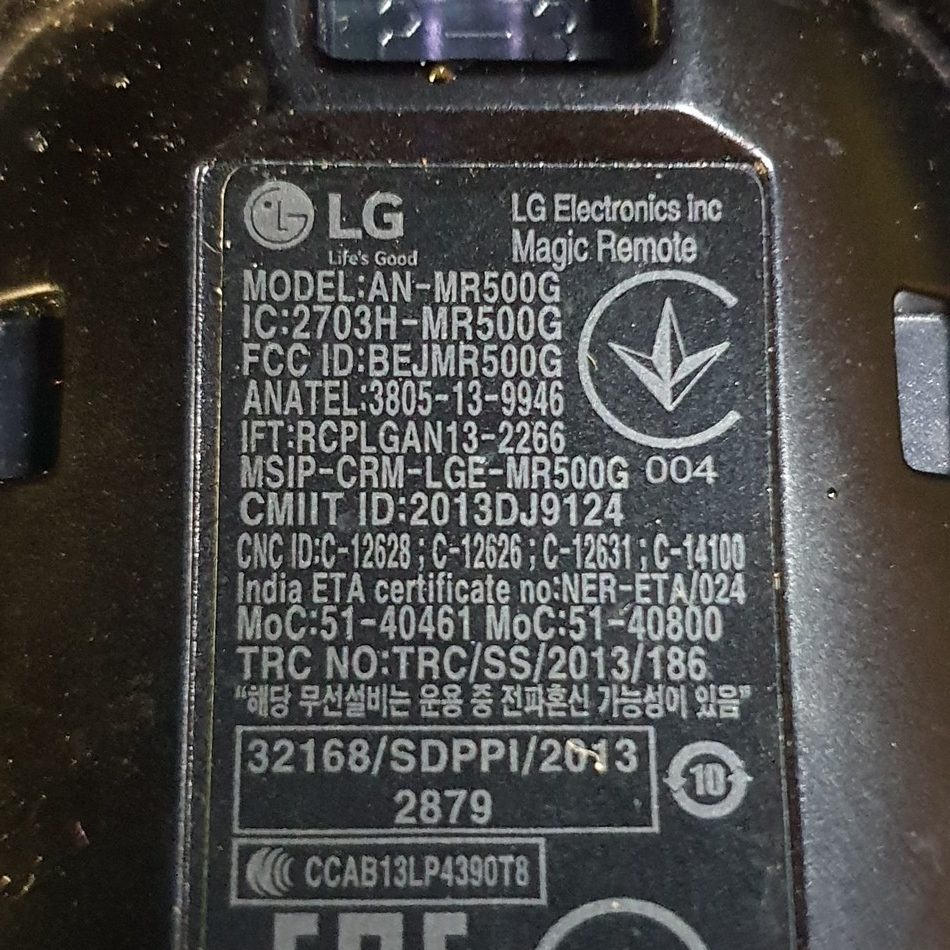 LG
Life's Good
LG Electronics Inc
Magic Remote
MODEL:AN-MR500G
IC:2703H-MR500G
FCC ID:BEJMR500G
ANATEL:3805-13-9946
IFT:RCPLGAN13-2266
MSIP-CRM-LGE-MR500G
004
CMIIT ID:2013DJ9124
CNC ID:C-12628 ; C-12626 ; C-12631 ; C-14100
India ETA certificate no:NER-ETA/024
MoC:51-40461 MoC:51-40800
TRC NO:TRC/SS/2013/186
“해당 무선설비는 운용 중 전파혼신 가능성이 있음”
32168/SDPPI/2013
2879
10
CCAB13LP4390T8